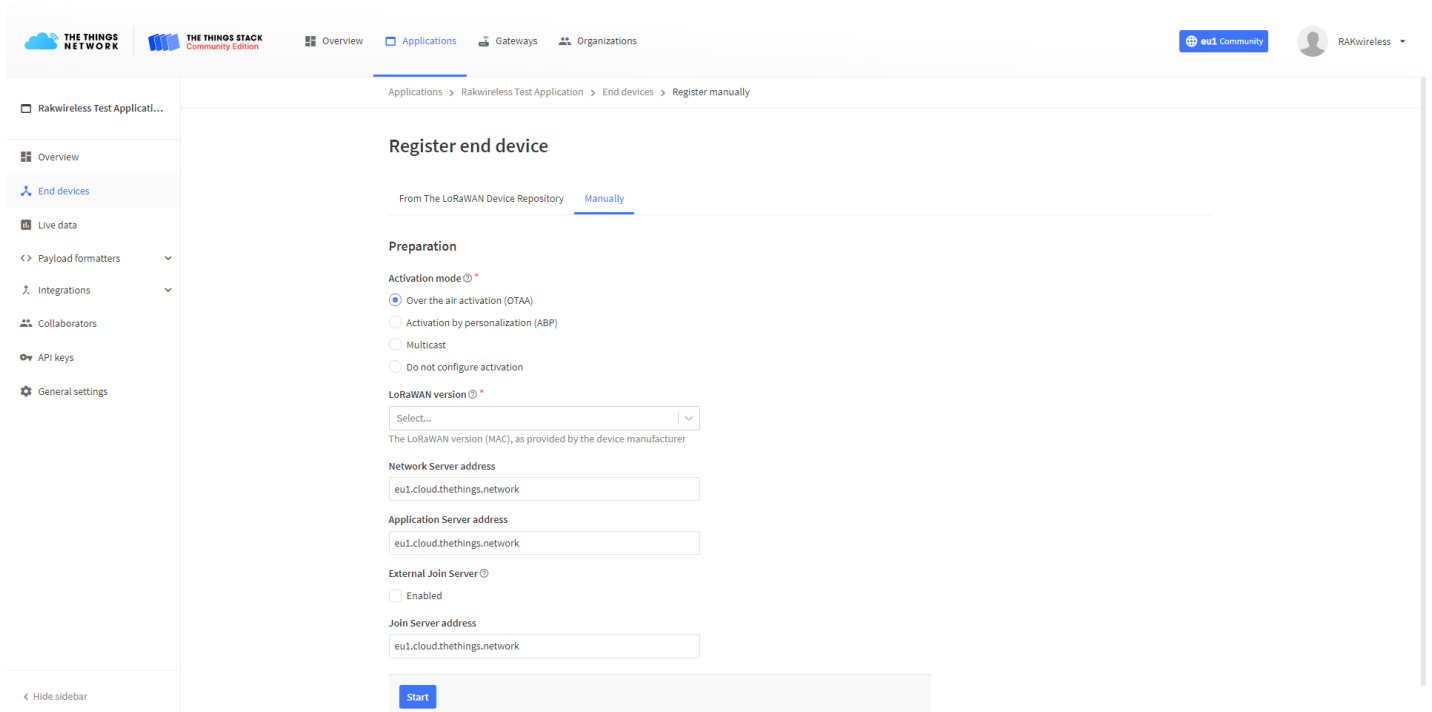 THE THINGS NETWORK
THE THINGS STACK
Community Edition
Overview
Applications
Gateways
Organizations
eu1 Community
RAKwireless
Rakwireless Test Applicati...
Overview
End devices
Live data
Payload formatters
Integrations
Collaborators
API keys
General settings
Hide sidebar
Applications > Rakwireless Test Application > End devices > Register manually
Register end device
From The LoRaWAN Device Repository
Manually
Preparation
Activation mode *
Over the air activation (OTAA)
Activation by personalization (ABP)
Multicast
Do not configure activation
LoRaWAN version *
Select...
The LoRaWAN version (MAC), as provided by the device manufacturer
Network Server address
eu1.cloud.thethings.network
Application Server address
eu1.cloud.thethings.network
External Join Server
Enabled
Join Server address
eu1.cloud.thethings.network
Start